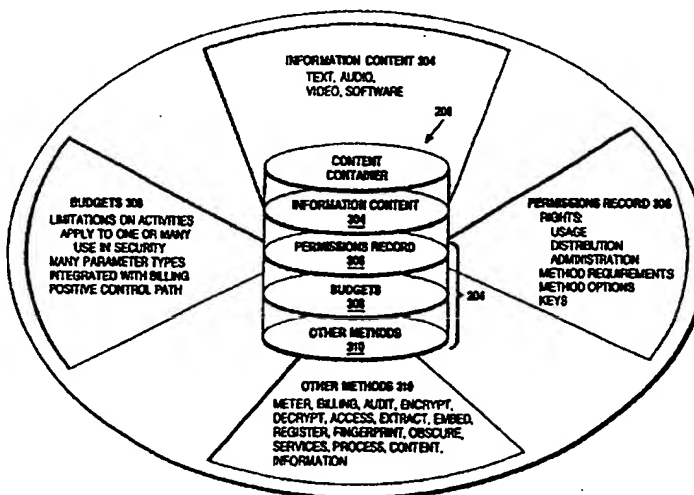 INFORMATION CONTENT 304
TEXT, AUDIO,
VIDEO, SOFTWARE
CONTENT
CONTAINER
INFORMATION CONTENT
304
PERMISSIONS RECORD
BUDGETS
308
OTHER METHODS
310
204
BUDGETS 308
LIMITATIONS ON ACTIVITIES
APPLY TO ONE OR MANY
USE IN SECURITY
MANY PARAMETER TYPES
INTEGRATED WITH BILLING
POSITIVE CONTROL PATH
PERMISSIONS RECORD
RIGHTS:
USAGE
DISTRIBUTION
ADMINISTRATION
METHOD REQUIREMENTS
METHOD OPTIONS
KEYS
OTHER METHODS 310
METER, BILLING, AUDIT, ENCRYPT,
DECRYPT, ACCESS, EXTRACT, EMBED,
REGISTER, FINGERPRINT, OBSCURE,
SERVICES, PROCESS, CONTENT,
INFORMATION